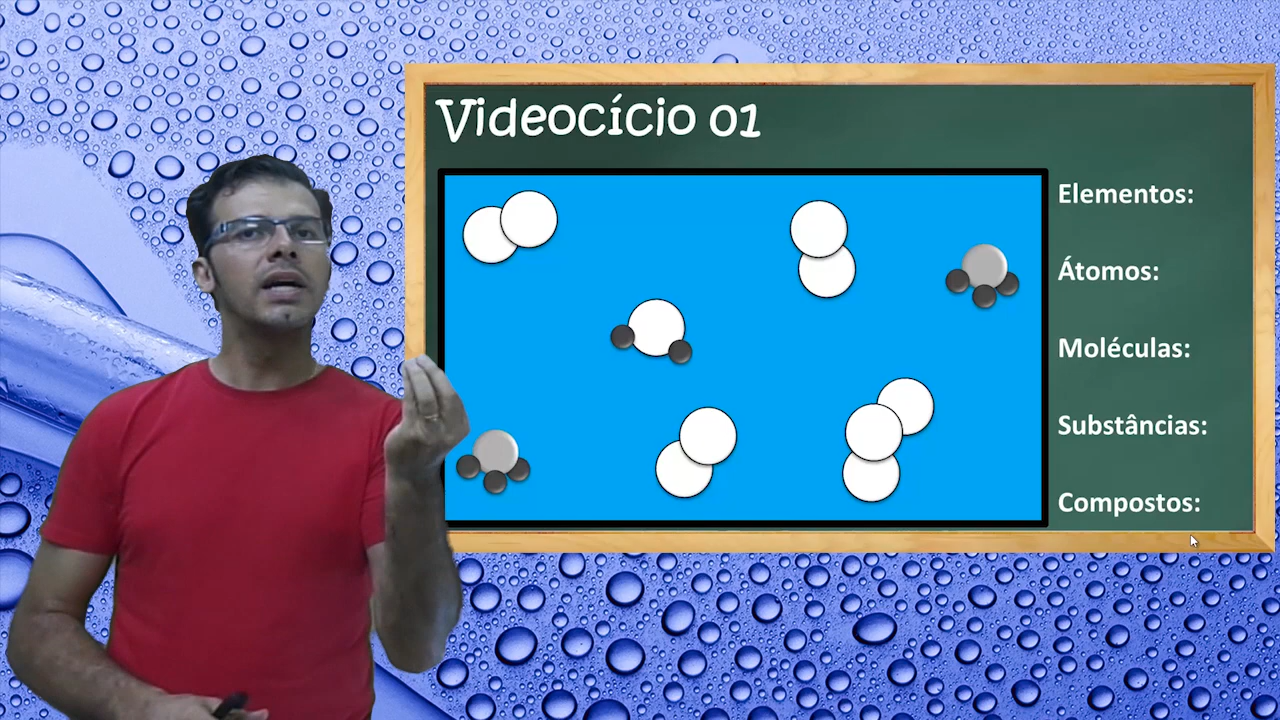 Videocício 01
Elementos:
Átomos:
Moléculas:
Substâncias:
Compostos: